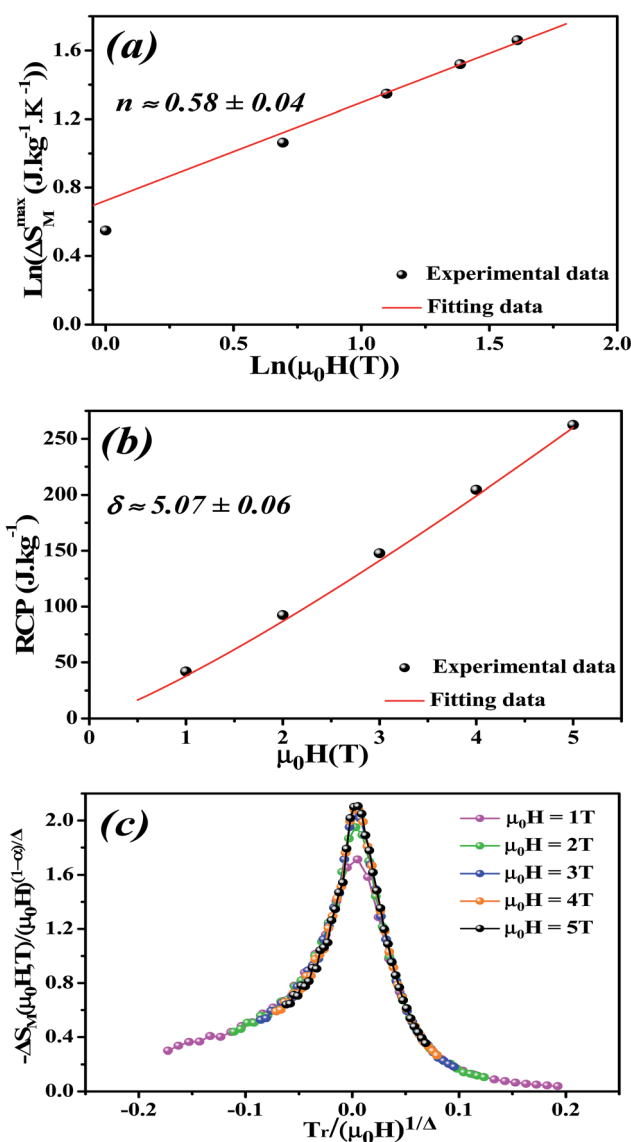 (a)
n ≈ 0.58 ± 0.04
Ln(ΔS_M^max (J.kg⁻¹.K⁻¹)
1.6
1.2
0.8
0.4
0.0
Experimental data
Fitting data
0.0 0.5 1.0 1.5 2.0
Ln(μ₀H(T))
(b)
δ ≈ 5.07 ± 0.06
RCP (J.kg⁻¹)
250
200
150
100
50
0
Experimental data
Fitting data
0 1 2 3 4 5
μ₀H(T)
(c)
-ΔS_M(μ₀H,T)/(μ₀H)^(1-α)/Δ
2.0
1.6
1.2
0.8
0.4
0.0
μ₀H = 1T
μ₀H = 2T
μ₀H = 3T
μ₀H = 4T
μ₀H = 5T
-0.2 -0.1 0.0 0.1 0.2
T_r/(μ₀H)^1/Δ